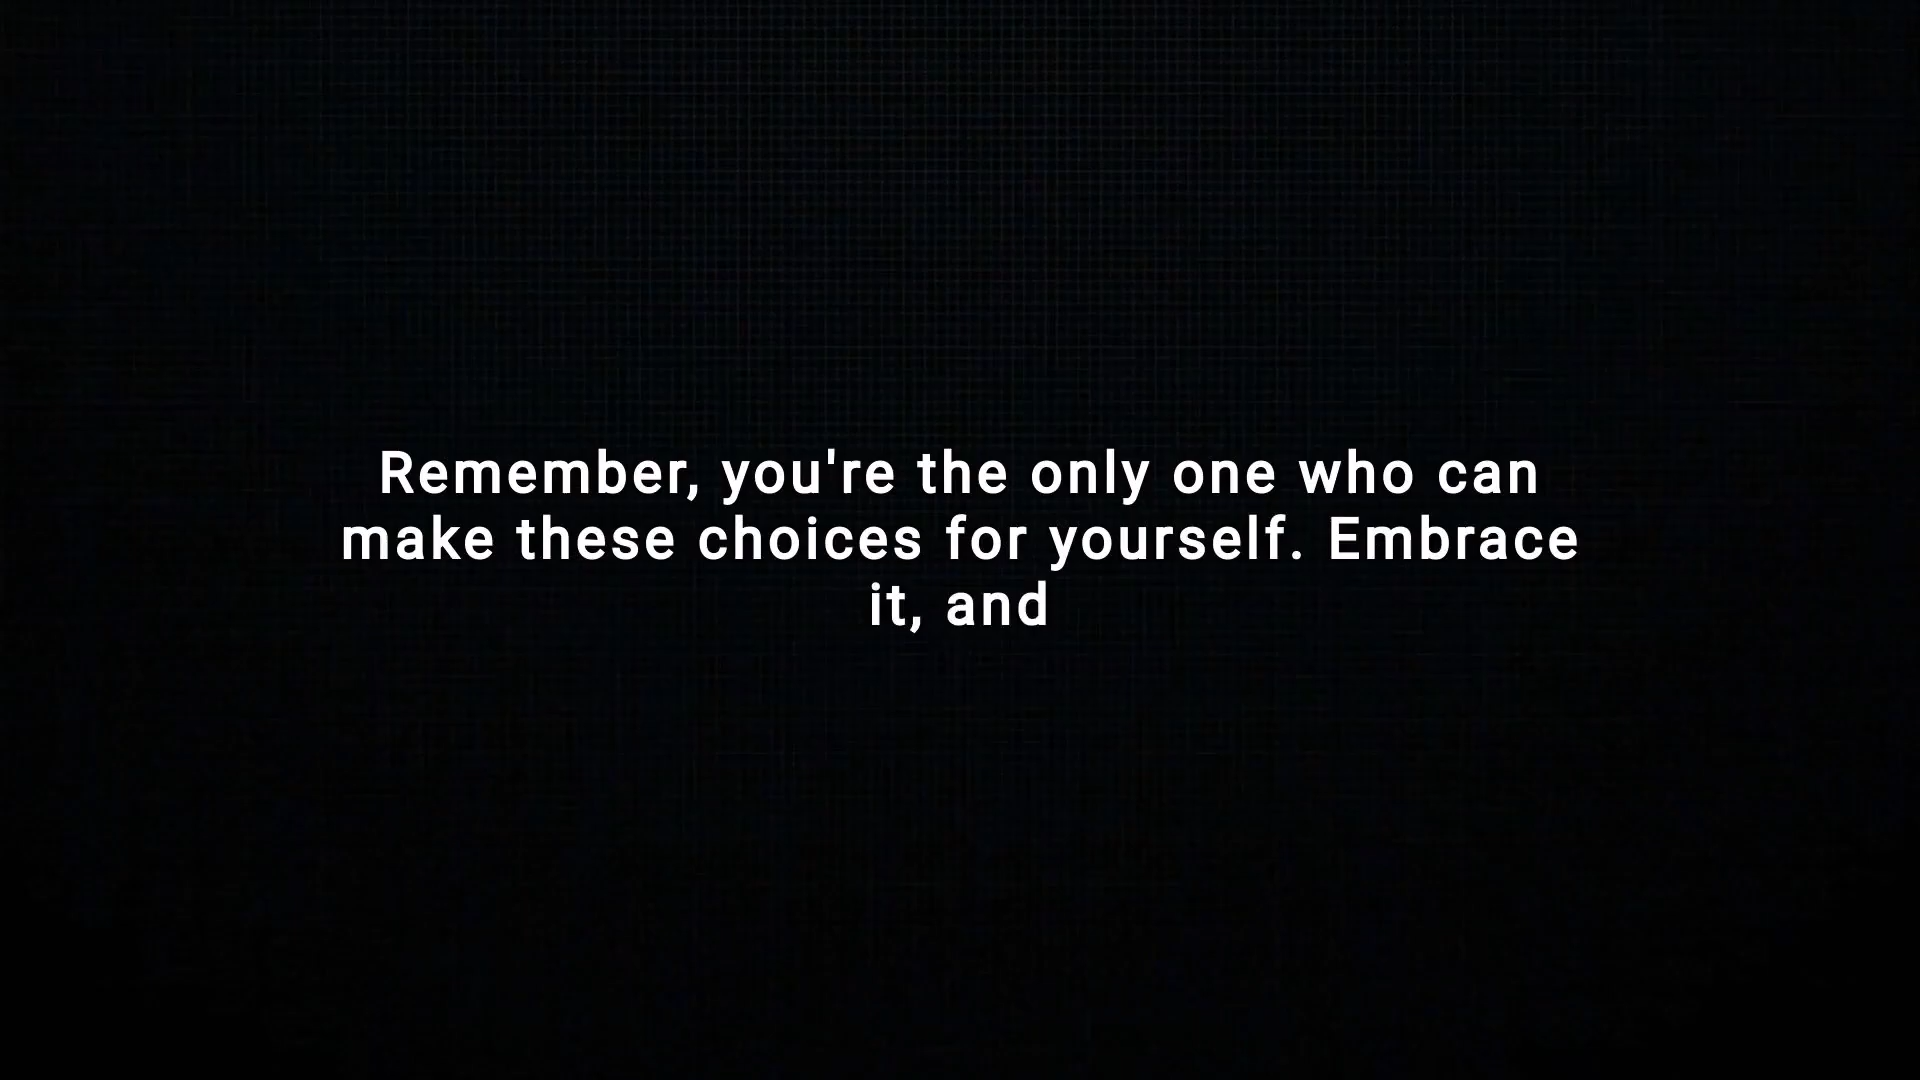 Remember, you're the only one who can
make these choices for yourself. Embrace
it, and